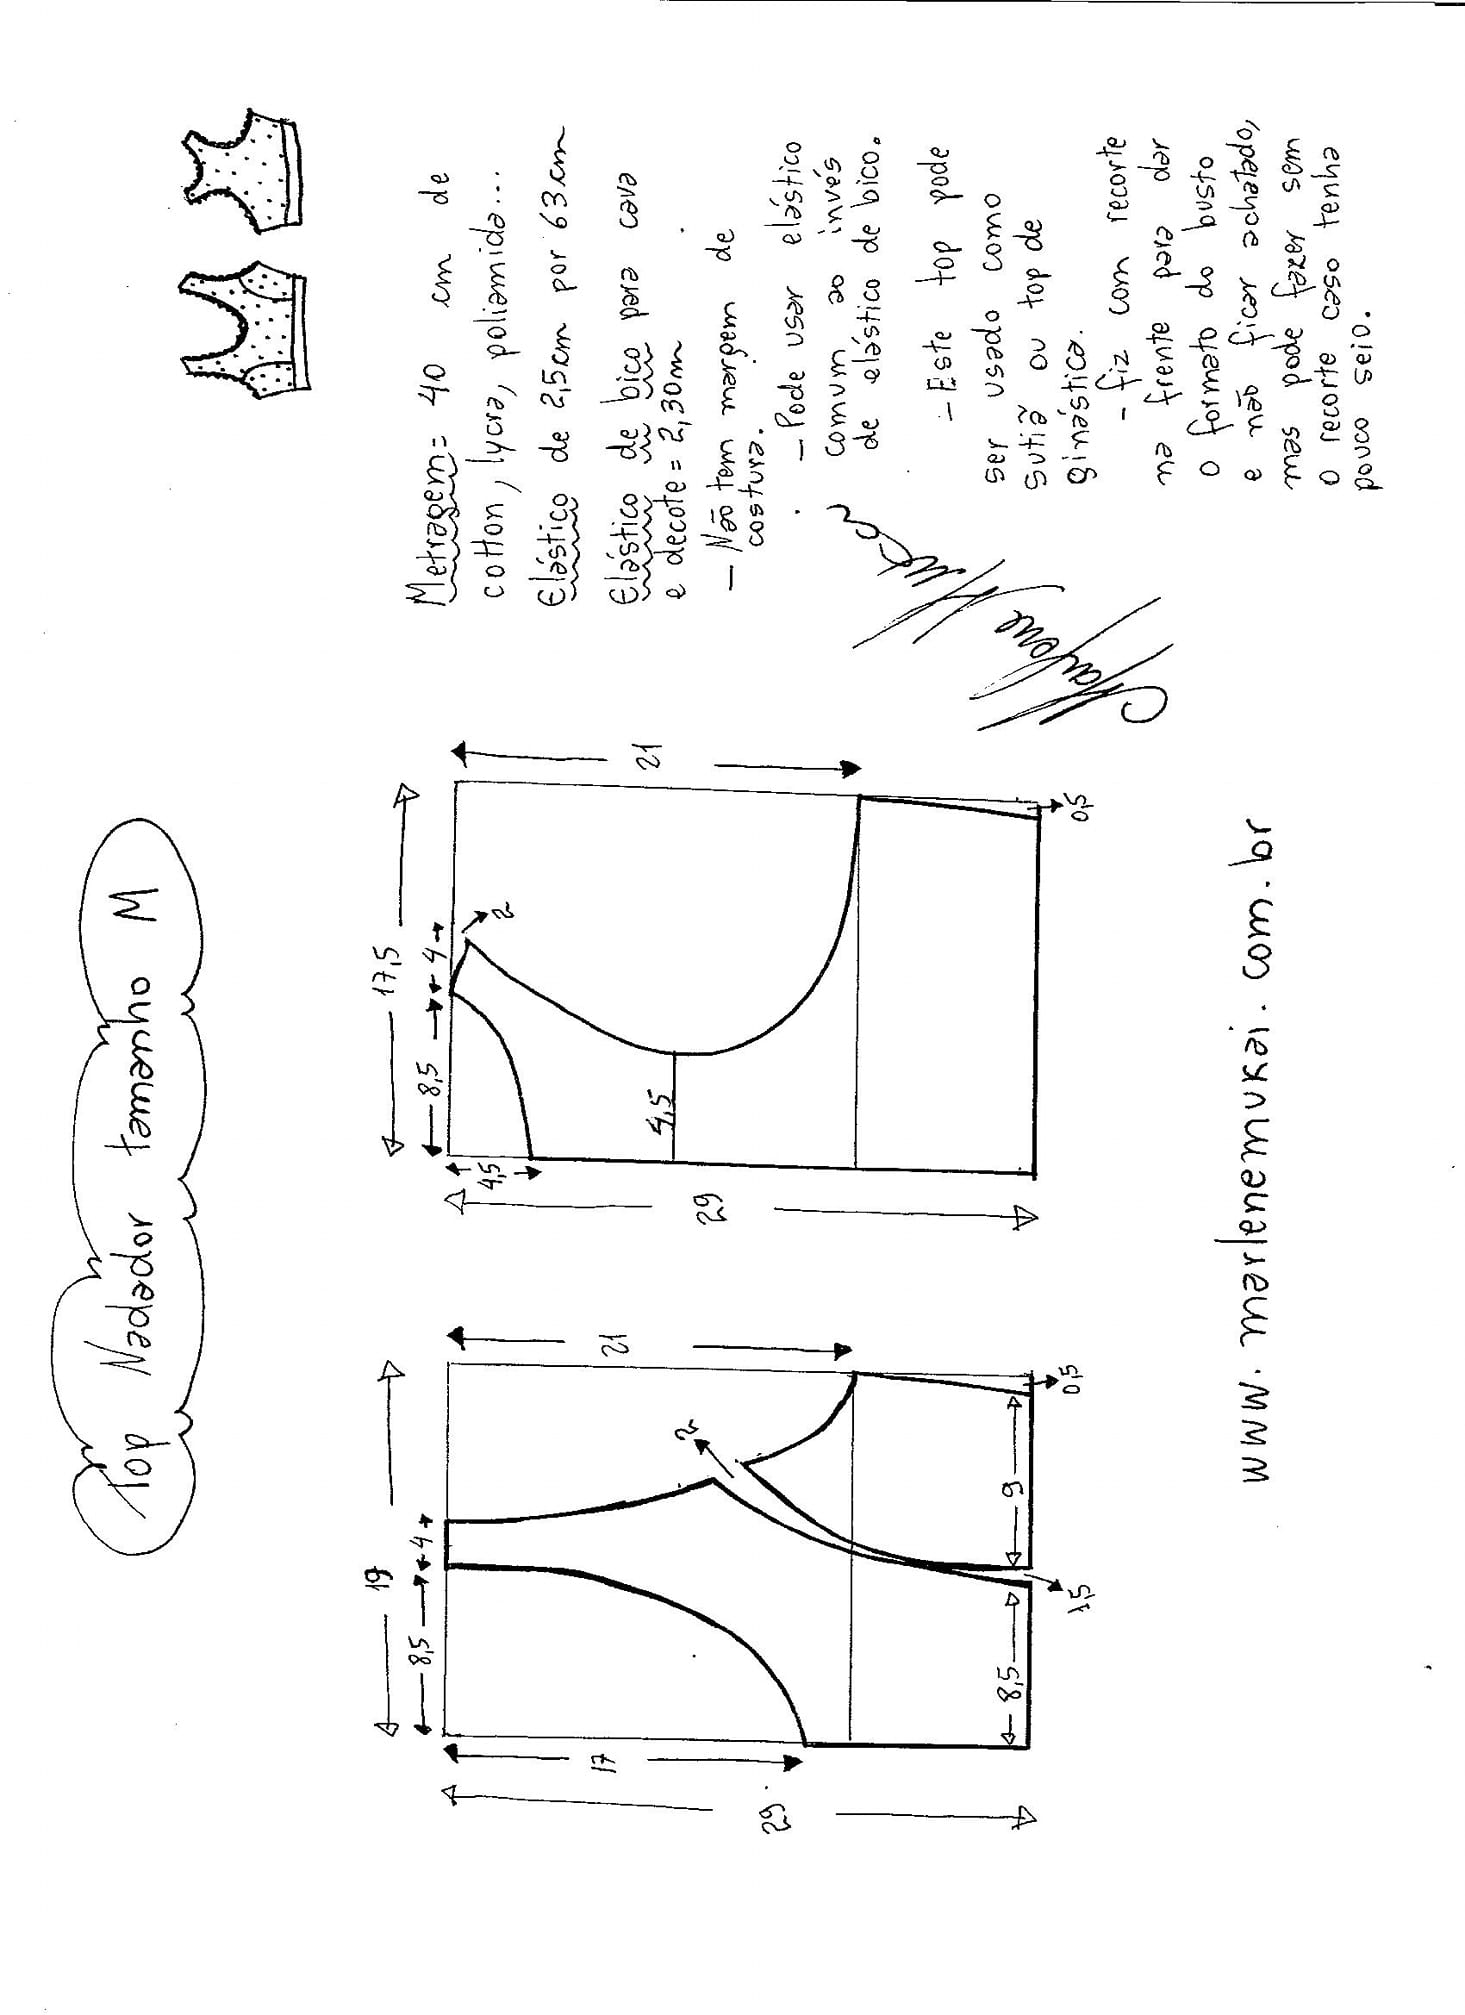 Top Nadador tamanho M
19
8,5
4
21
2
17
29
8,5
9
1,5
0,5
17,5
8,5
4
2
21
4,5
4,5
29
0,5
Metragem= 40 cm de
cotton, lycra, poliamida...
Elástico de 2,5cm por 63cm
Elástico de bico para cava
e decote = 2,30m
- Não tem margem de
costura.
- Pode usar elástico
comum ao invés
de elástico de bico.
- Este top pode
ser usado como
sutiã ou top de
ginástica.
- fiz com recorte
na frente para dar
o formato do busto
e não ficar achatado,
mas pode fazer sem
o recorte caso tenha
pouco seio.
Marlene Mukai
www.marlenemukai.com.br